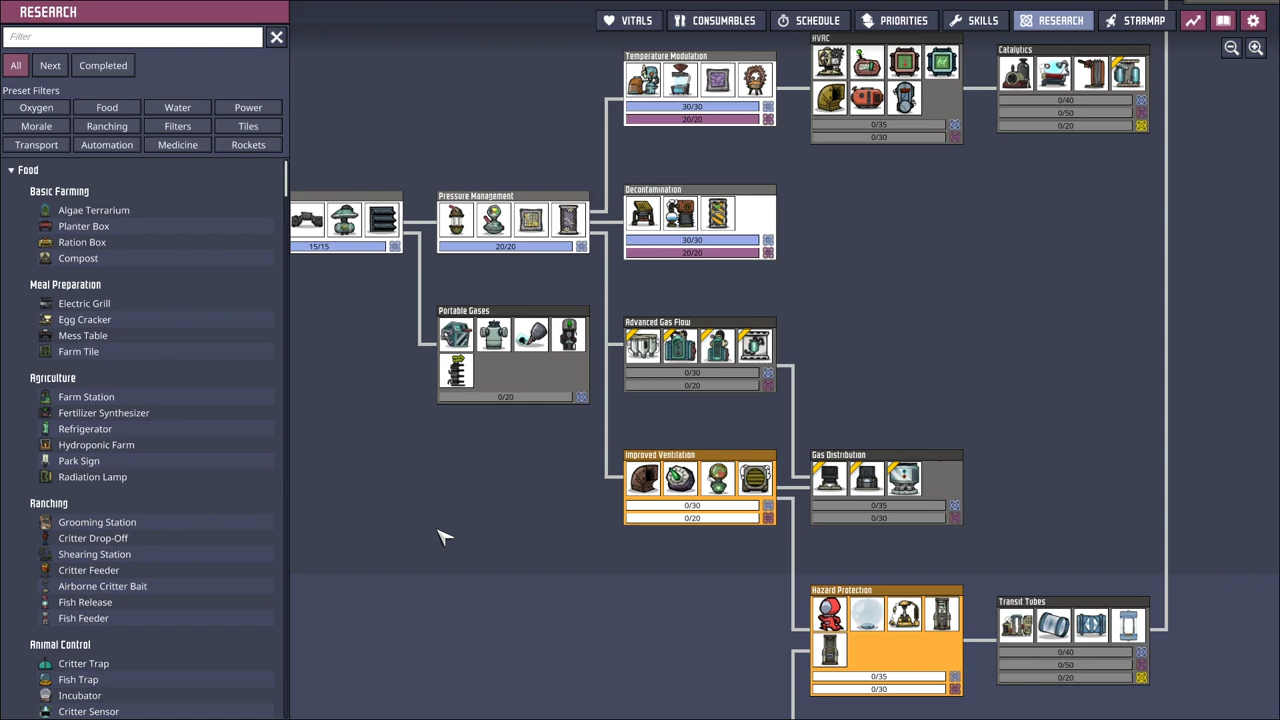 RESEARCH
VITALS
CONSUMABLES
SCHEDULE
PRIORITIES
SKILLS
RESEARCH
STARMAP
Filter
All
Next
Completed
Preset Filters
Oxygen
Food
Water
Power
Morale
Ranching
Filters
Tiles
Transport
Automation
Medicine
Rockets
Food
Basic Farming
Algae Terrarium
Planter Box
Ration Box
Compost
Meal Preparation
Electric Grill
Egg Cracker
Mess Table
Farm Tile
Agriculture
Farm Station
Fertilizer Synthesizer
Refrigerator
Hydroponic Farm
Park Sign
Radiation Lamp
Ranching
Grooming Station
Critter Drop-Off
Shearing Station
Critter Feeder
Airborne Critter Bait
Fish Release
Fish Feeder
Animal Control
Critter Trap
Fish Trap
Incubator
Critter Sensor
15/15
Pressure Management
20/20
Portable Gases
0/20
Temperature Modulation
30/30
20/20
Decontamination
30/30
20/20
Advanced Gas Flow
0/30
0/20
Improved Ventilation
0/30
0/20
HVAC
0/35
0/30
Gas Distribution
0/35
0/30
Hazard Protection
0/35
0/30
Catalytics
0/40
0/50
0/20
Transit Tubes
0/40
0/50
0/20